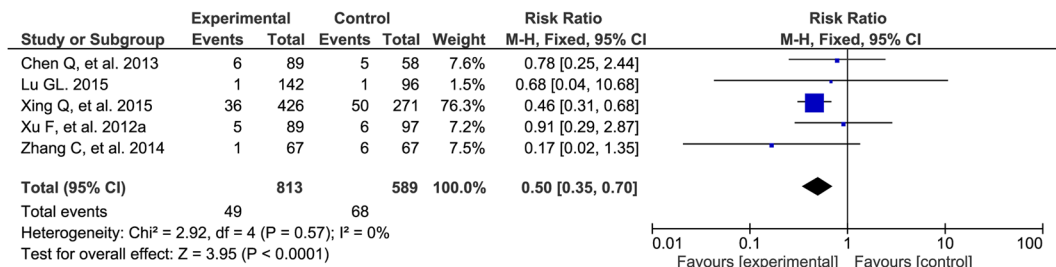 Experimental Control Risk Ratio Risk Ratio
Study or Subgroup Events Total Events Total Weight M-H, Fixed, 95% CI M-H, Fixed, 95% CI
Chen Q, et al. 2013 6 89 5 58 7.6% 0.78 [0.25, 2.44]
Lu GL. 2015 1 142 1 96 1.5% 0.68 [0.04, 10.68]
Xing Q, et al. 2015 36 426 50 271 76.3% 0.46 [0.31, 0.68]
Xu F, et al. 2012a 5 89 6 97 7.2% 0.91 [0.29, 2.87]
Zhang C, et al. 2014 1 67 6 67 7.5% 0.17 [0.02, 1.35]
Total (95% CI) 813 589 100.0% 0.50 [0.35, 0.70]
Total events 49 68
Heterogeneity: Chi² = 2.92, df = 4 (P = 0.57); I² = 0%
Test for overall effect: Z = 3.95 (P < 0.0001)
0.01 0.1 1 10 100
Favours [experimental] Favours [control]